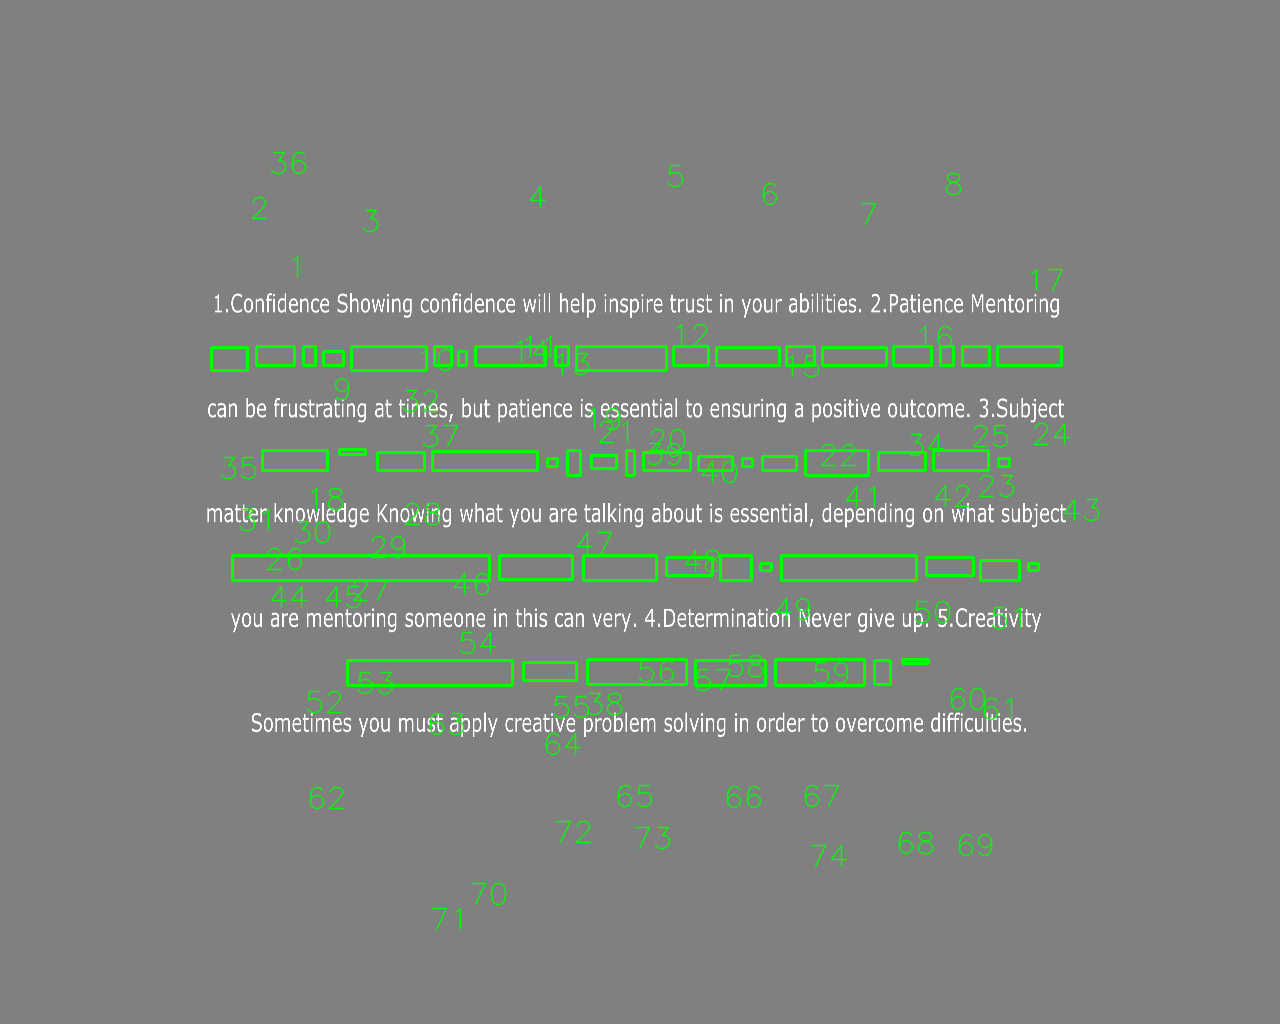 1.Confidence Showing confidence will help inspire trust in your abilities. 2.Patience Mentoring
can be frustrating at times, but patience is essential to ensuring a positive outcome. 3.Subject
matter knowledge Knowing what you are talking about is essential, depending on what subject
you are mentoring someone in this can very. 4.Determination Never give up. 5.Creativity
Sometimes you must apply creative problem solving in order to overcome difficulties.